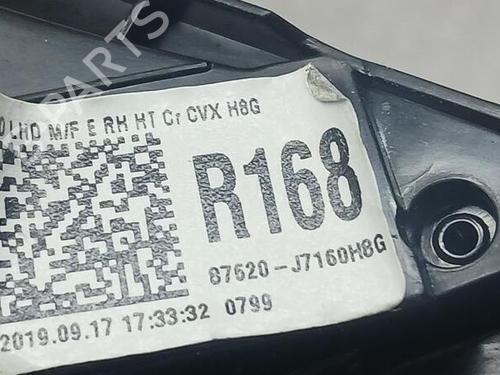 PARTS
LHD M/F E RH HT Cr CVX H8G
R168
87620-J7160H8G
2019.09.17 17:33:32 0799